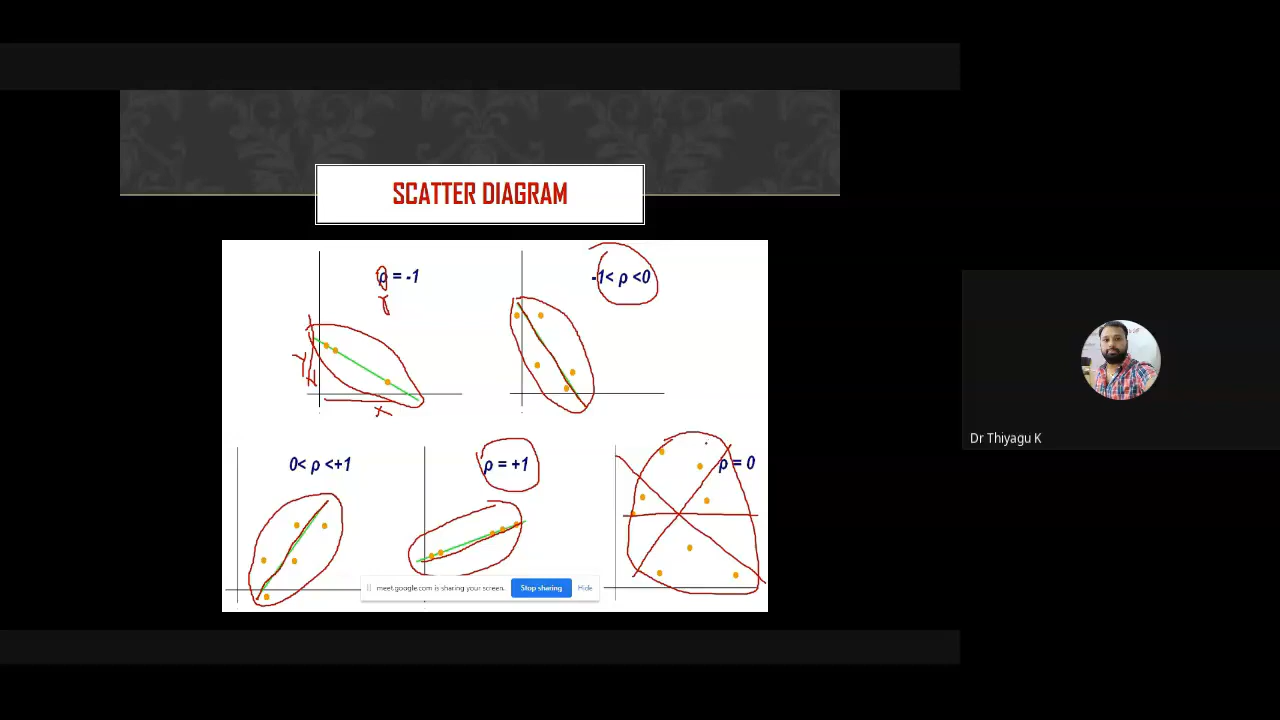 SCATTER DIAGRAM
ρ = -1
-1< ρ <0
γ
Y
X
0< ρ <+1
ρ = +1
ρ = 0
meet.google.com is sharing your screen.
Stop sharing
Hide
Dr Thiyagu K